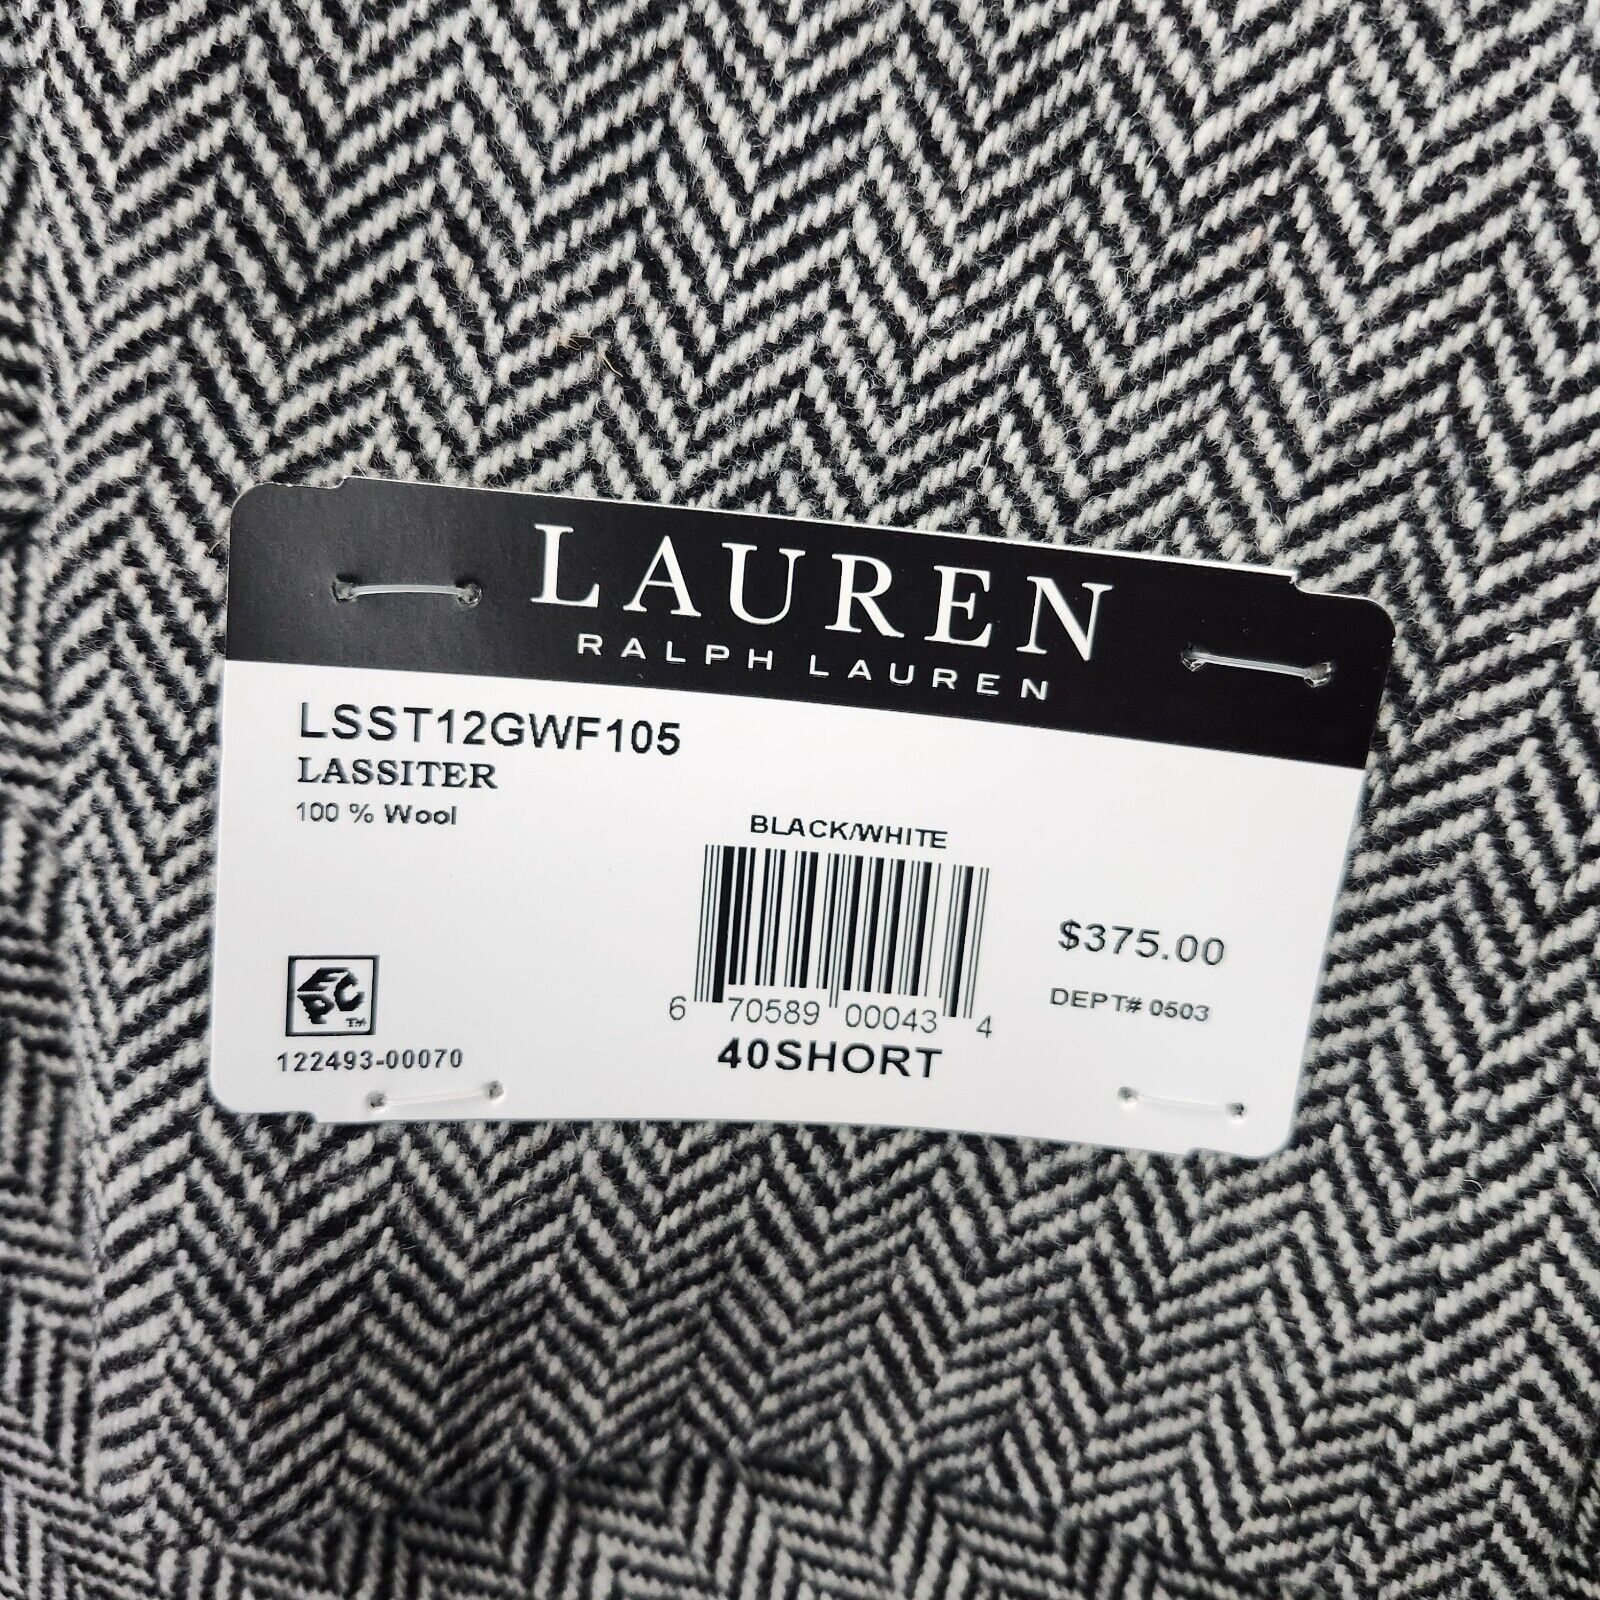 LAUREN
RALPH LAUREN
LSST12GWF105
LASSITER
100 % Wool
BLACK/WHITE
$375.00
DEPT# 0503
6 70589 00043 4
40SHORT
EPC™
122493-00070